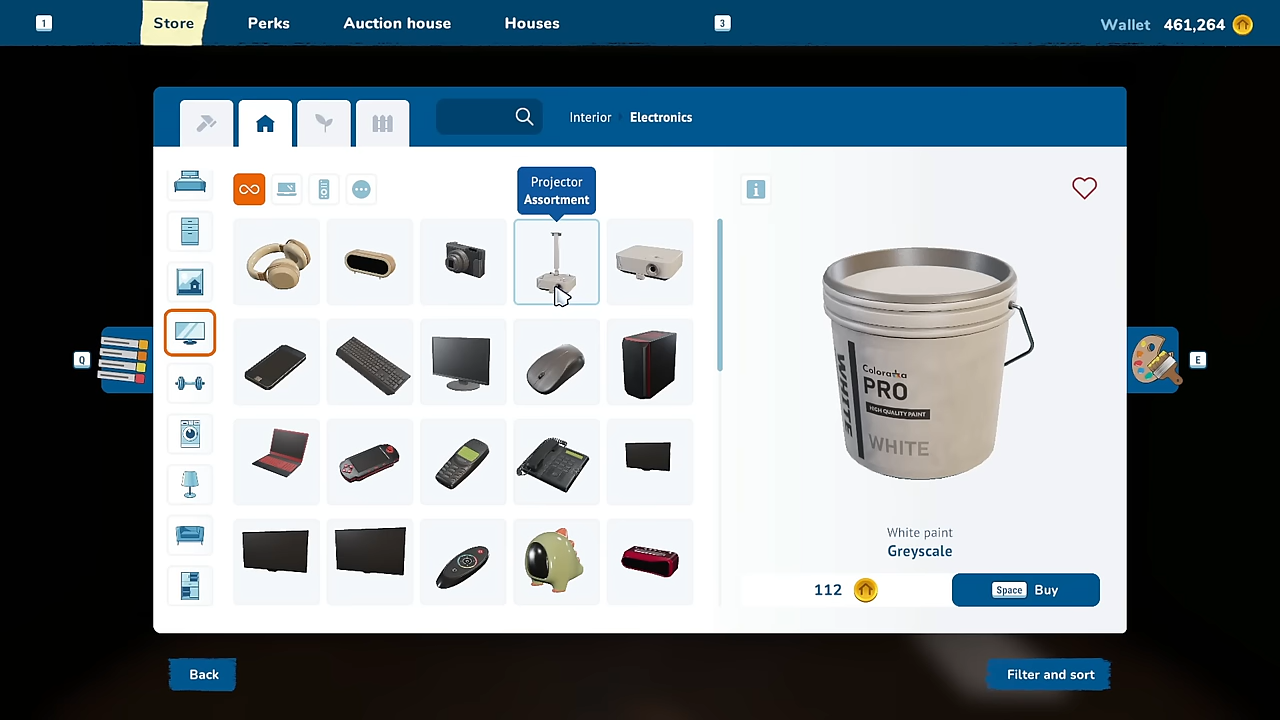 1
Store
Perks
Auction house
Houses
3
Wallet 461,264
Interior
Electronics
Projector
Assortment
Q
E
Colorama
PRO
HIGH QUALITY PAINT
WHITE
WHITE
White paint
Greyscale
112
Space Buy
Back
Filter and sort